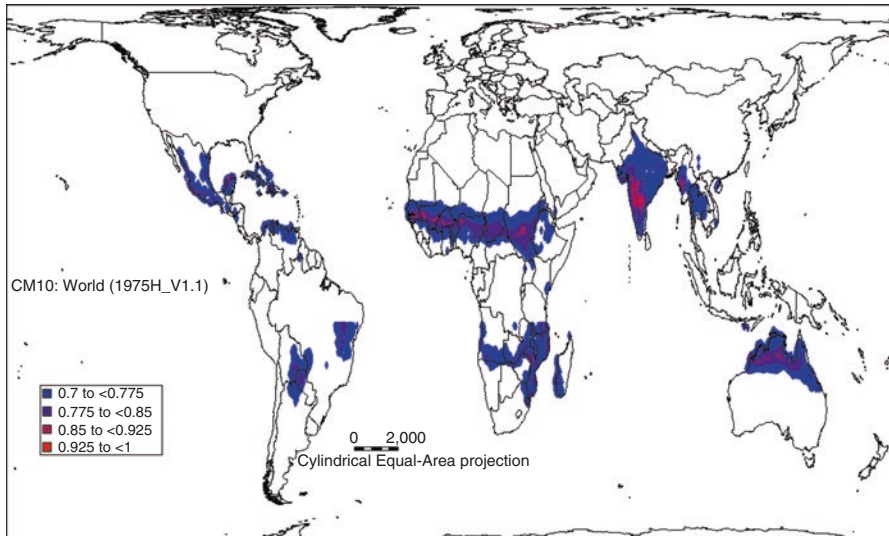 CM10: World (1975H_V1.1)
0.7 to <0.775
0.775 to <0.85
0.85 to <0.925
0.925 to <1
0 2,000
Cylindrical Equal-Area projection